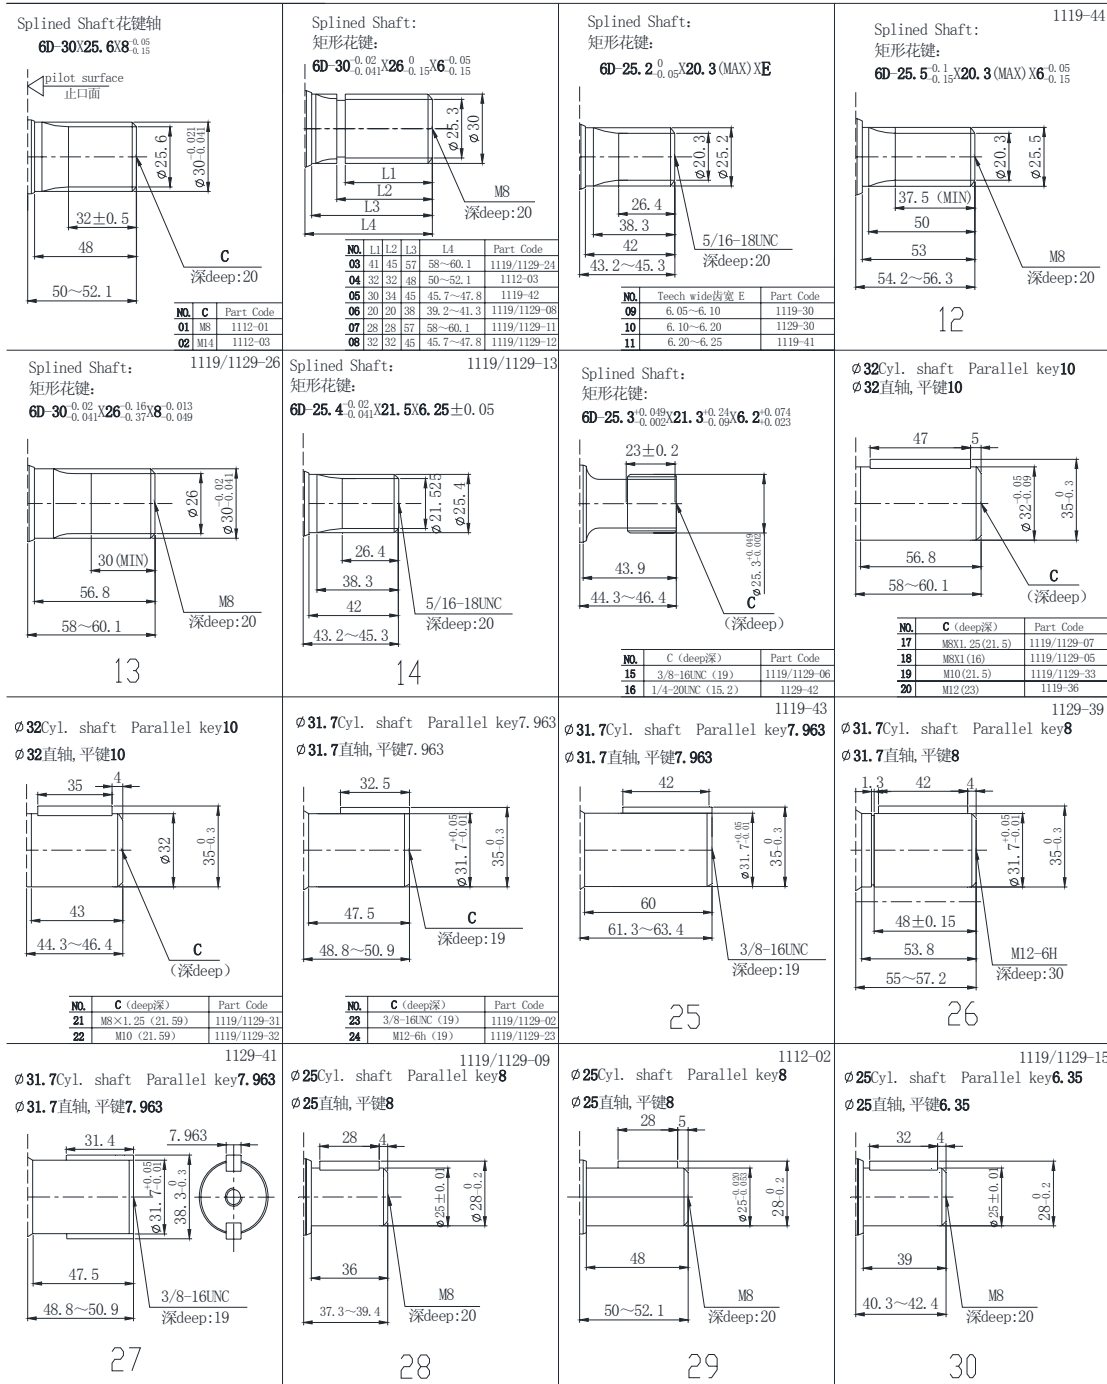 Splined Shaft花键轴
6D-30X25.6X8-0.05-0.15
pilot surface
止口面
Φ25.6
Φ30-0.021-0.041
32±0.5
48
50~52.1
C
深deep:20
NO. C Part Code
01 M8 1112-01
02 M14 1112-03
Splined Shaft:
矩形花键:
6D-30-0.02-0.041X26 0-0.15X6-0.05-0.15
Φ25.3
Φ30
L1
L2
L3
L4
M8
深deep:20
NO. L1 L2 L3 L4 Part Code
03 41 45 57 58~60.1 1119/1129-24
04 32 32 48 50~52.1 1112-03
05 30 34 45 45.7~47.8 1119-42
06 20 20 38 39.2~41.3 1119/1129-08
07 28 28 57 58~60.1 1119/1129-11
08 32 32 45 45.7~47.8 1119/1129-12
Splined Shaft:
矩形花键:
6D-25.2 0-0.05X20.3(MAX)XE
Φ20.3
Φ25.2
26.4
38.3
42
43.2~45.3
5/16-18UNC
深deep:20
NO. Teech wide齿宽 E Part Code
09 6.05~6.10 1119-30
10 6.10~6.20 1129-30
11 6.20~6.25 1119-41
1119-44
Splined Shaft:
矩形花键:
6D-25.5-0.1-0.15X20.3(MAX)X6-0.05-0.15
Φ20.3
Φ25.5
37.5 (MIN)
50
53
54.2~56.3
M8
深deep:20
12
1119/1129-26
Splined Shaft:
矩形花键:
6D-30-0.02-0.041X26-0.16-0.37X8-0.013-0.049
Φ26
Φ30-0.02-0.041
30(MIN)
56.8
58~60.1
M8
深deep:20
13
1119/1129-13
Splined Shaft:
矩形花键:
6D-25.4-0.02-0.041X21.5X6.25±0.05
Φ21.525
Φ25.4
26.4
38.3
42
43.2~45.3
5/16-18UNC
深deep:20
14
Splined Shaft:
矩形花键:
6D-25.3+0.049-0.002X21.3+0.24-0.09X6.2+0.074+0.023
23±0.2
Φ25.3+0.049-0.002
43.9
44.3~46.4
C
(深deep)
NO. C (deep深) Part Code
15 3/8-16UNC (19) 1119/1129-06
16 1/4-20UNC (15.2) 1129-42
Φ32Cyl. shaft Parallel key10
Φ32直轴, 平键10
47
5
Φ32-0.05-0.09
35 0-0.3
56.8
58~60.1
C
(深deep)
NO. C (deep深) Part Code
17 M8X1.25(21.5) 1119/1129-07
18 M8X1(16) 1119/1129-05
19 M10(21.5) 1119/1129-33
20 M12(23) 1119-36
Φ32Cyl. shaft Parallel key10
Φ32直轴, 平键10
35
4
Φ32
35 0-0.3
43
44.3~46.4
C
(深deep)
NO. C (deep深) Part Code
21 M8×1.25 (21.59) 1119/1129-31
22 M10 (21.59) 1119/1129-32
Φ31.7Cyl. shaft Parallel key7.963
Φ31.7直轴, 平键7.963
32.5
Φ31.7+0.05-0.01
35 0-0.3
47.5
48.8~50.9
C
深deep:19
NO. C (deep深) Part Code
23 3/8-16UNC (19) 1119/1129-02
24 M12-6h (19) 1119/1129-23
1119-43
Φ31.7Cyl. shaft Parallel key7.963
Φ31.7直轴, 平键7.963
42
Φ31.7+0.05-0.01
35 0-0.3
60
61.3~63.4
3/8-16UNC
深deep:19
25
1129-39
Φ31.7Cyl. shaft Parallel key8
Φ31.7直轴, 平键8
1.3
42
4
Φ31.7+0.05-0.01
35 0-0.3
48±0.15
53.8
55~57.2
M12-6H
深deep:30
26
1129-41
Φ31.7Cyl. shaft Parallel key7.963
Φ31.7直轴, 平键7.963
31.4
7.963
Φ31.7+0.05-0.01
38.3 0-0.3
47.5
48.8~50.9
3/8-16UNC
深deep:19
27
1119/1129-09
Φ25Cyl. shaft Parallel key8
Φ25直轴, 平键8
28
4
Φ25±0.01
Φ28 0-0.2
36
37.3~39.4
M8
深deep:20
28
1112-02
Φ25Cyl. shaft Parallel key8
Φ25直轴, 平键8
28
5
Φ25-0.020-0.053
28 0-0.2
48
50~52.1
M8
深deep:20
29
1119/1129-15
Φ25Cyl. shaft Parallel key6.35
Φ25直轴, 平键6.35
32
4
Φ25±0.01
28 0-0.2
39
40.3~42.4
M8
深deep:20
30